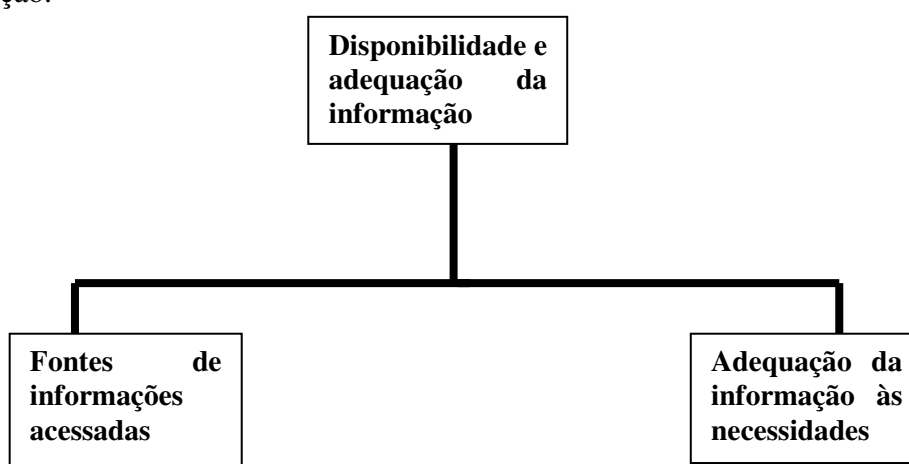 ção.
Disponibilidade e
adequação da
informação
Fontes de
informações
acessadas
Adequação da
informação às
necessidades